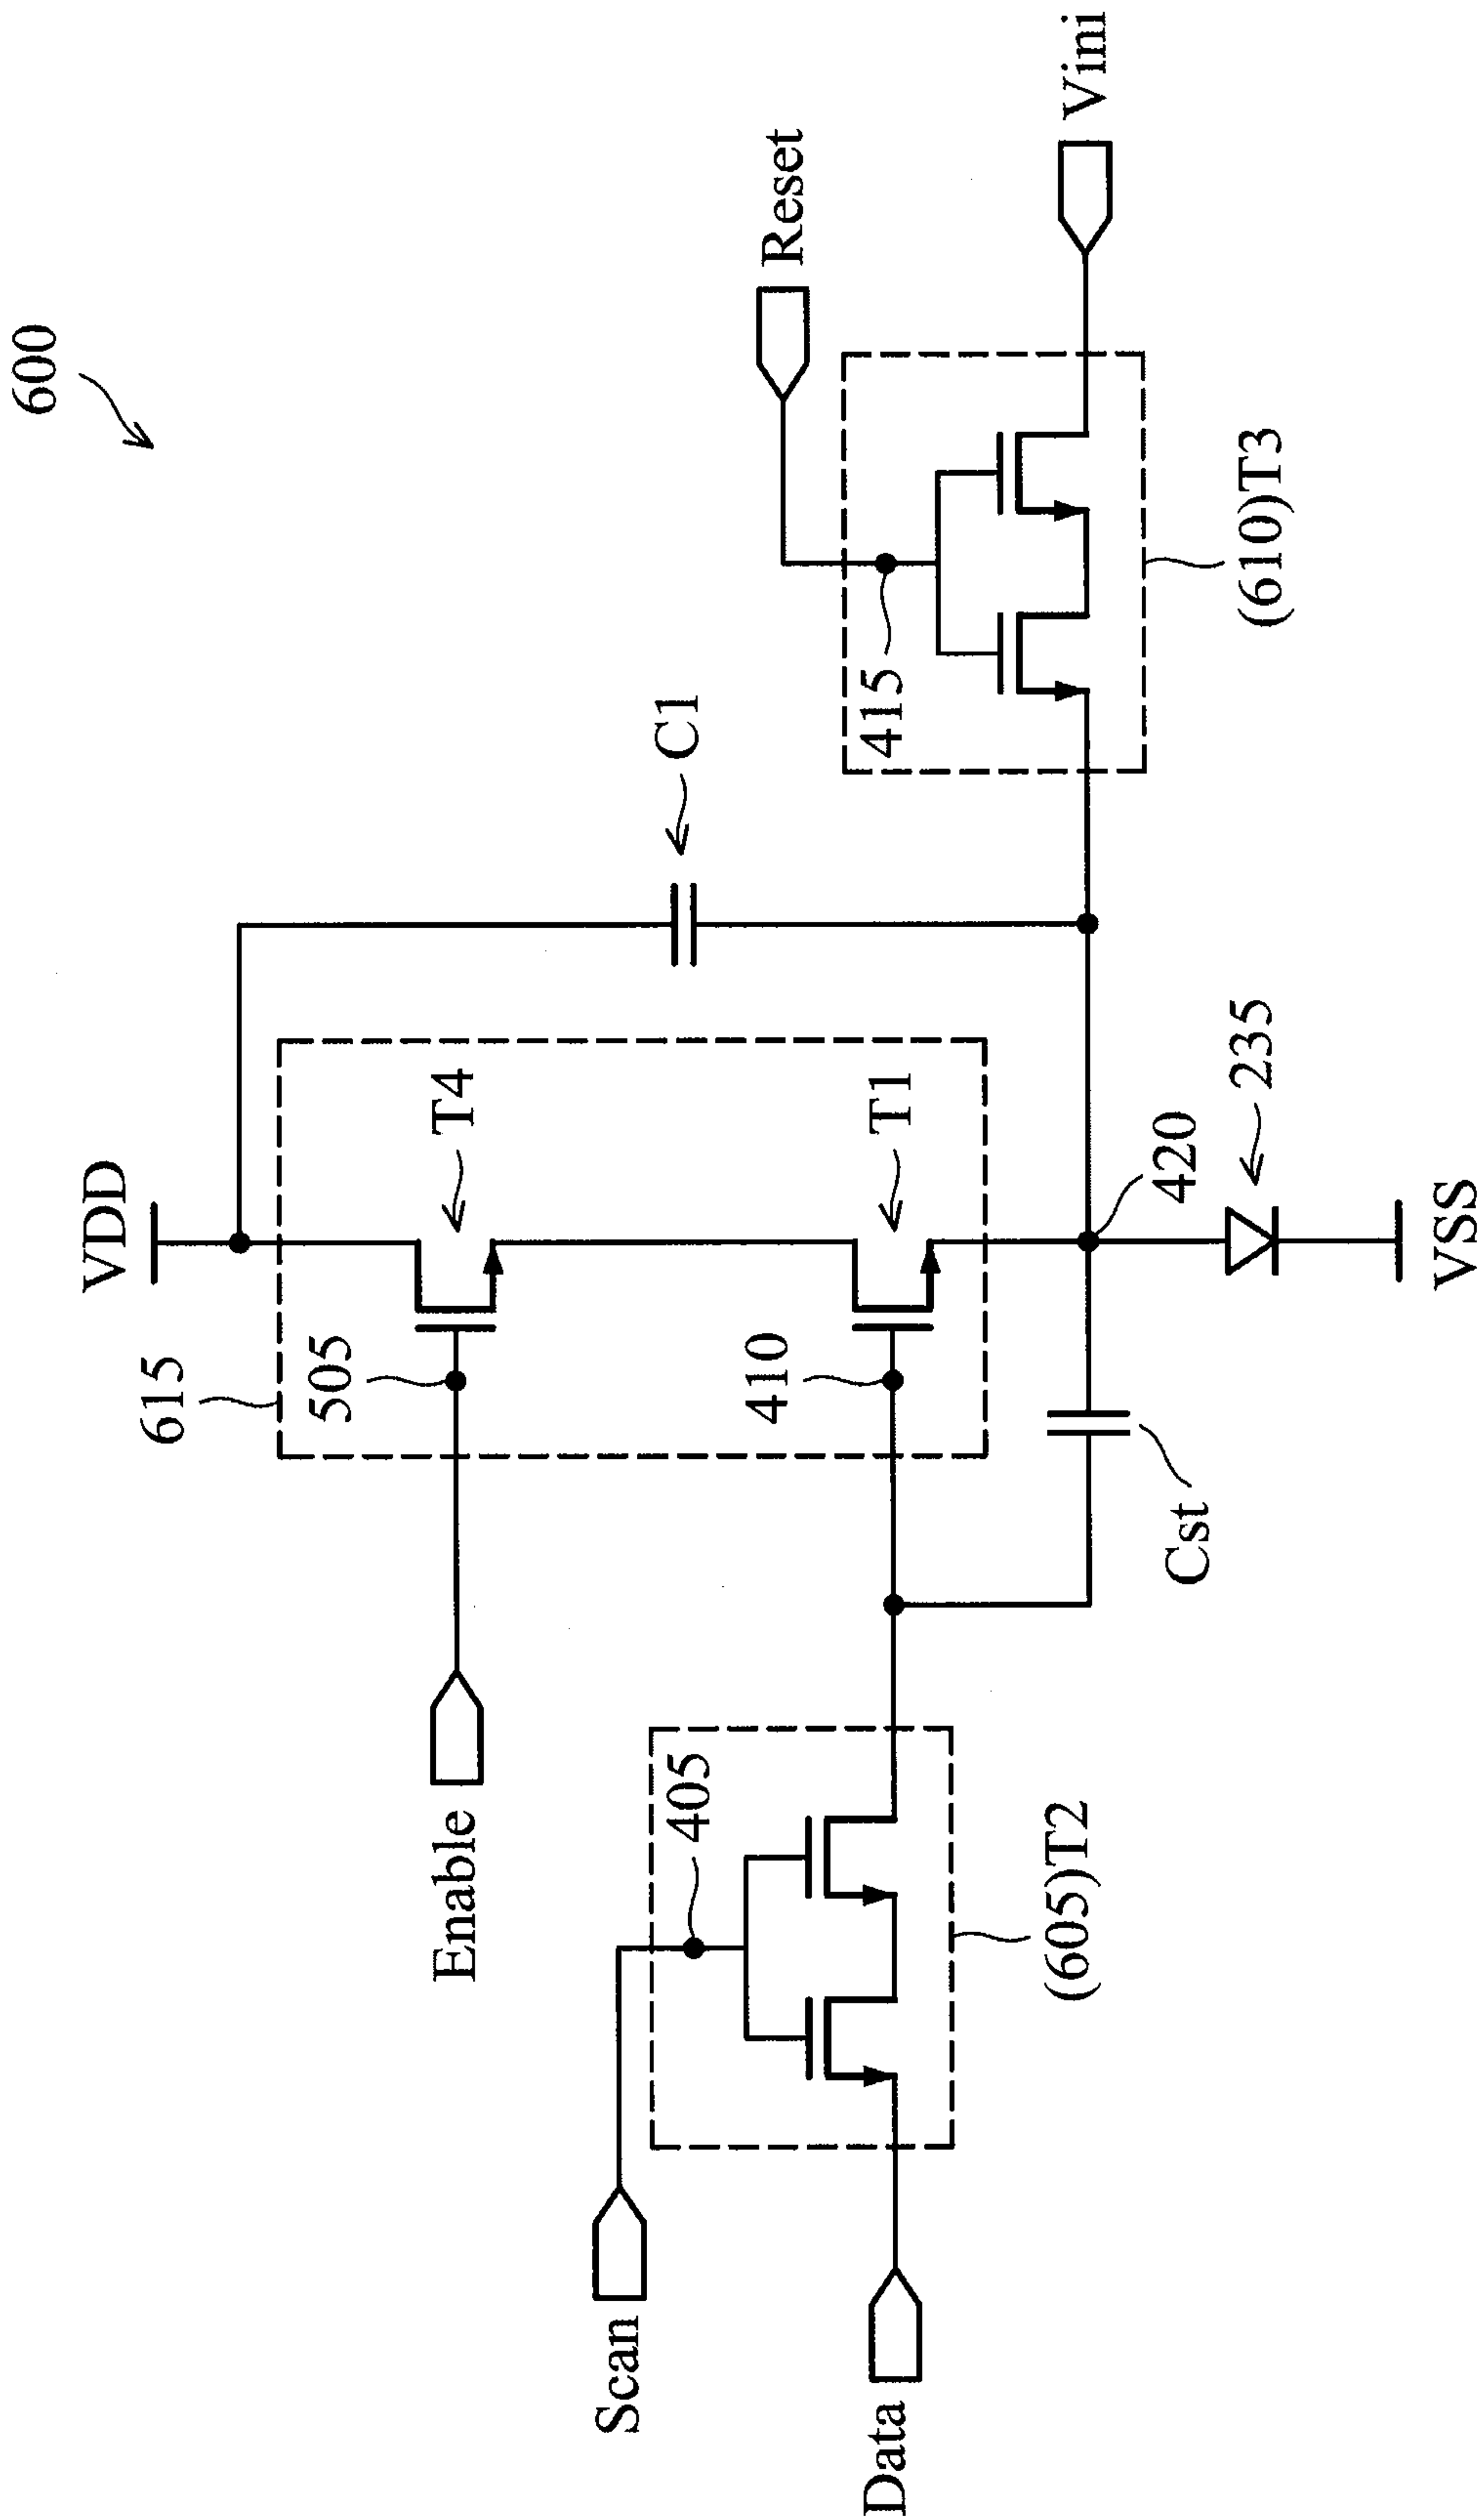 600
VDD
615
T4
505
Enable
C1
Reset
Vini
415
(610)T3
T1
410
Scan
405
Data
(605)T2
Cst
420
235
VSS